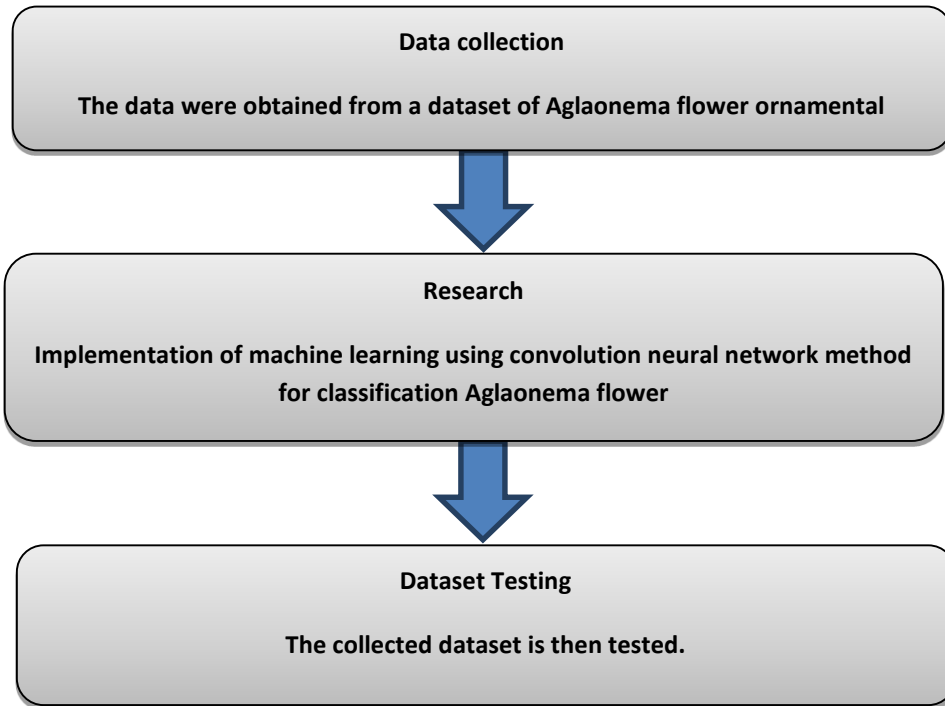 Data collection
The data were obtained from a dataset of Aglaonema flower ornamental
Research
Implementation of machine learning using convolution neural network method
for classification Aglaonema flower
Dataset Testing
The collected dataset is then tested.